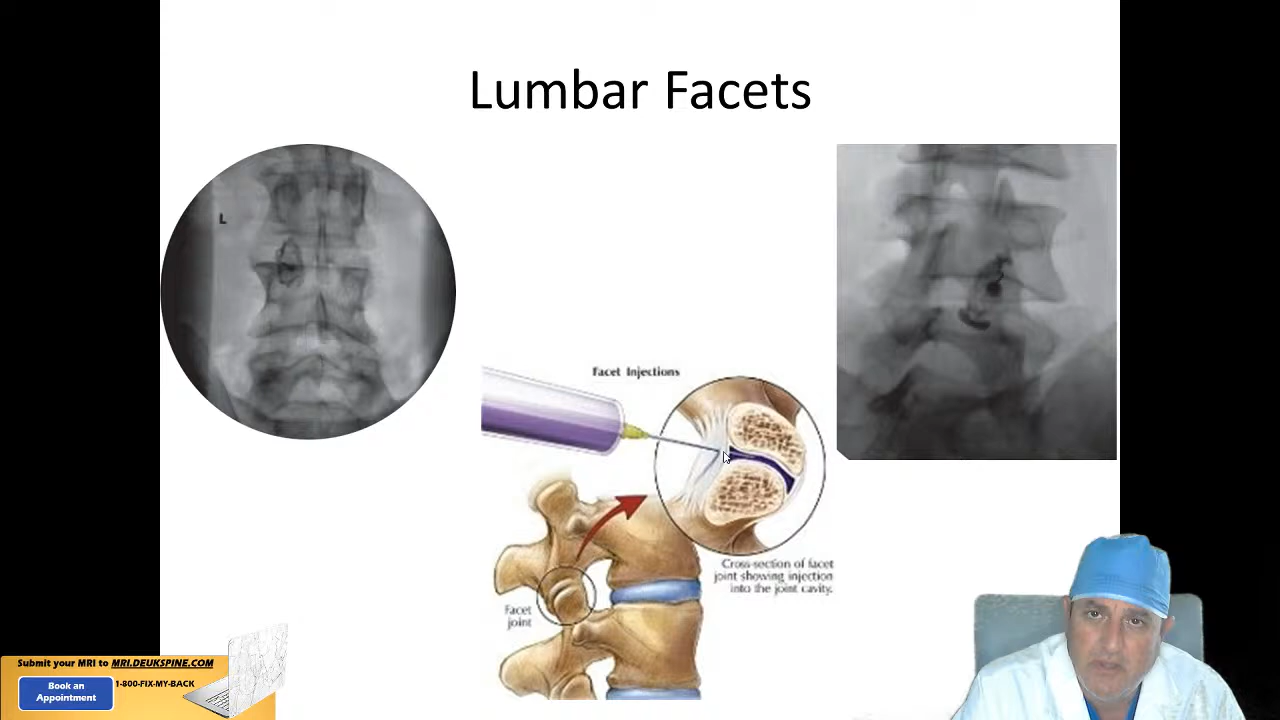 Lumbar Facets
L
Facet Injections
Cross-section of facet
joint showing injection
into the joint cavity.
Facet
joint
Submit your MRI to MRI.DEUKSPINE.COM
Book an
Appointment
1-800-FIX-MY-BACK